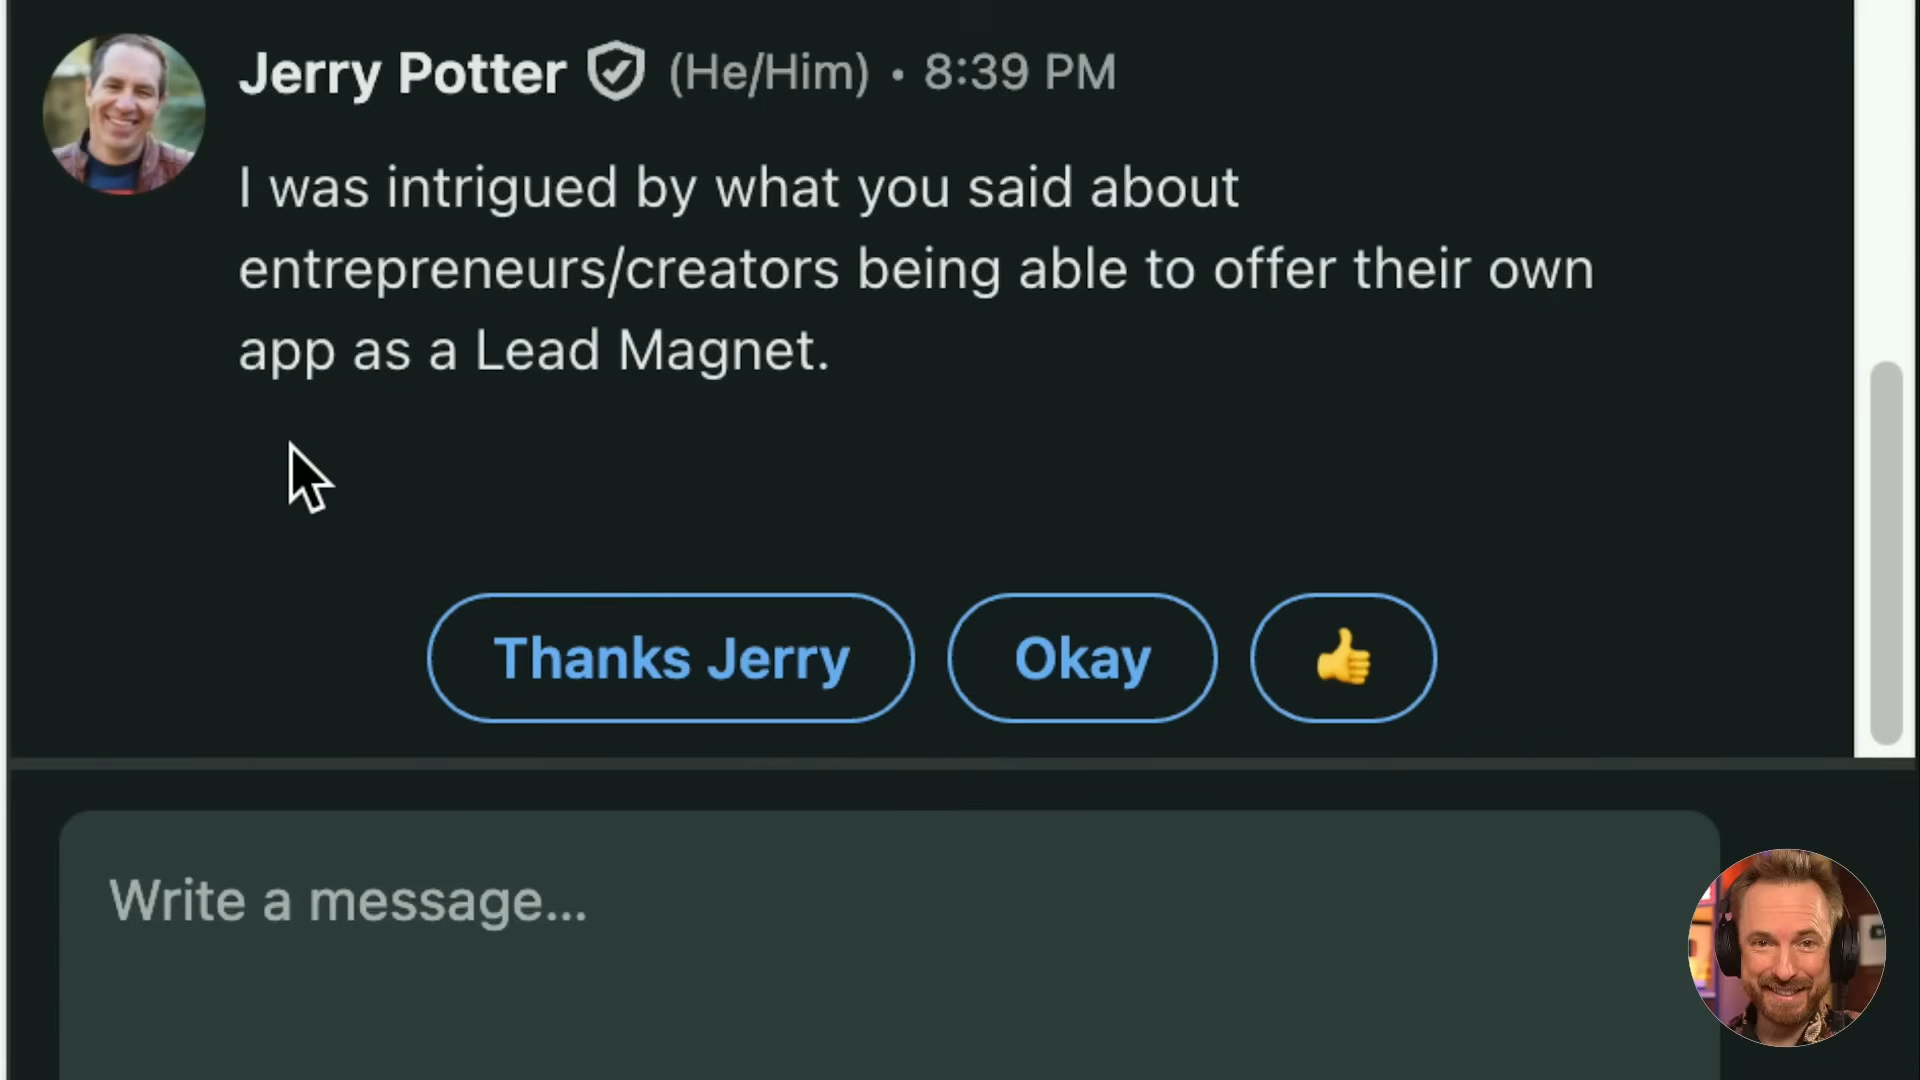 Jerry Potter (He/Him) • 8:39 PM
I was intrigued by what you said about
entrepreneurs/creators being able to offer their own
app as a Lead Magnet.
Thanks Jerry Okay 👍
Write a message...